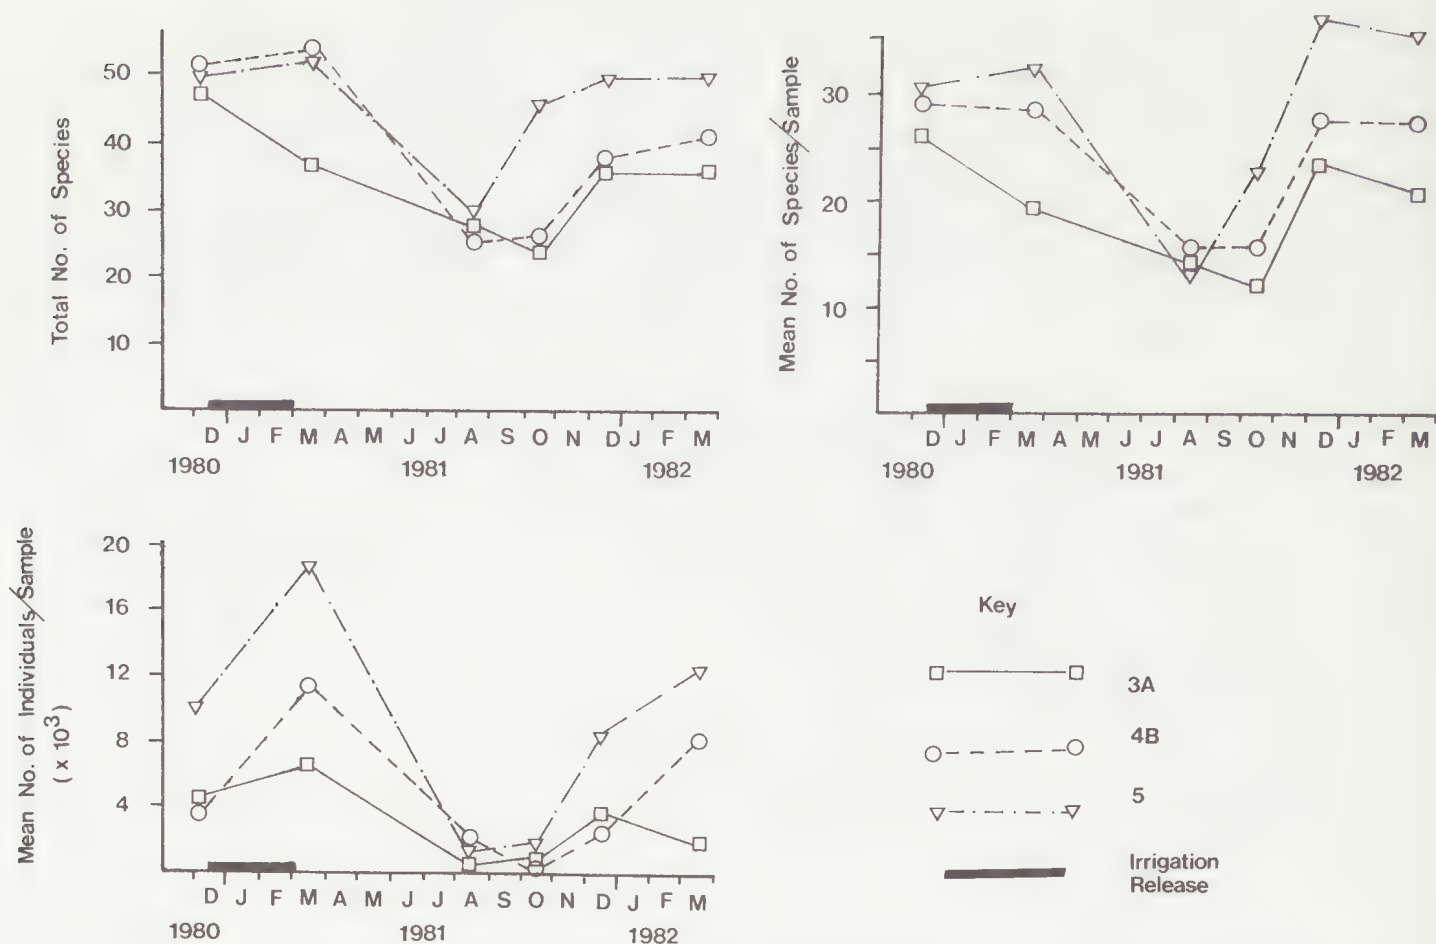 Total No. of Species
50
40
30
20
10
D J F M A M J J A S O N D J F M
1980 1981 1982
Mean No. of Species/Sample
30
20
10
D J F M A M J J A S O N D J F M
1980 1981 1982
Mean No. of Individuals/Sample
(x 10³)
20
16
12
8
4
D J F M A M J J A S O N D J F M
1980 1981 1982
Key
3A
4B
5
Irrigation
Release